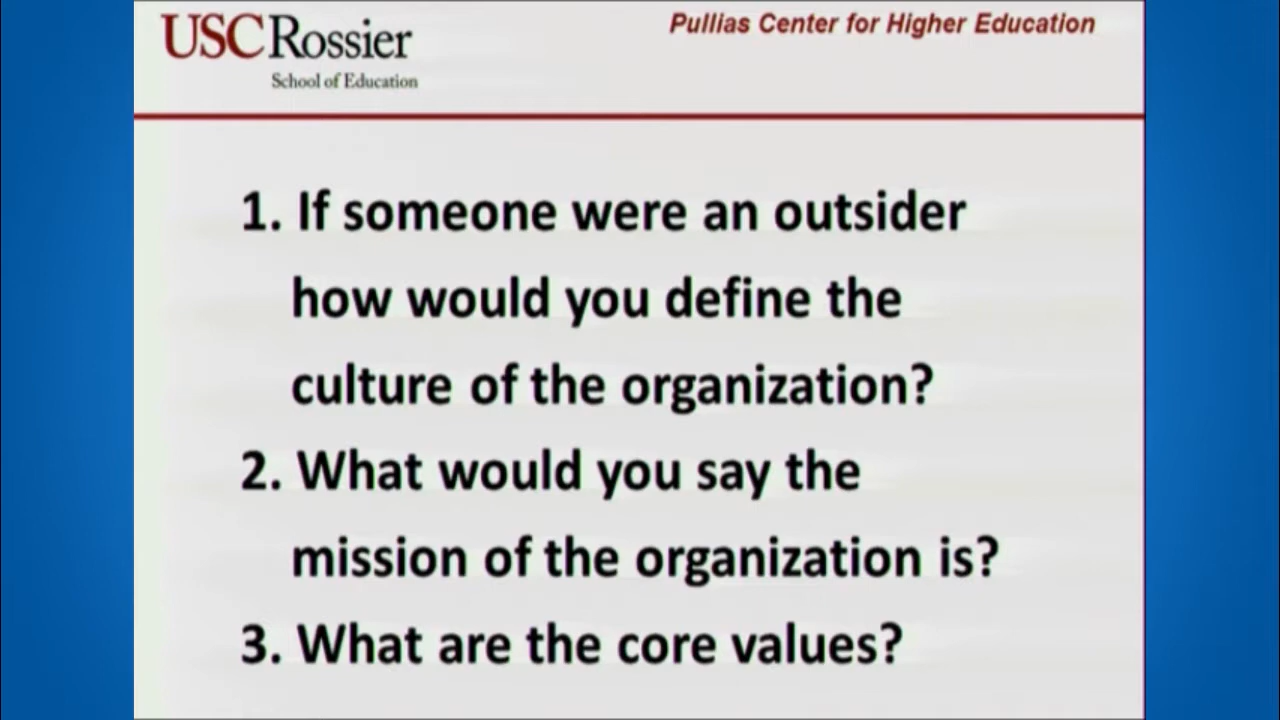 USC Rossier
School of Education
Pullias Center for Higher Education
1. If someone were an outsider
how would you define the
culture of the organization?
2. What would you say the
mission of the organization is?
3. What are the core values?